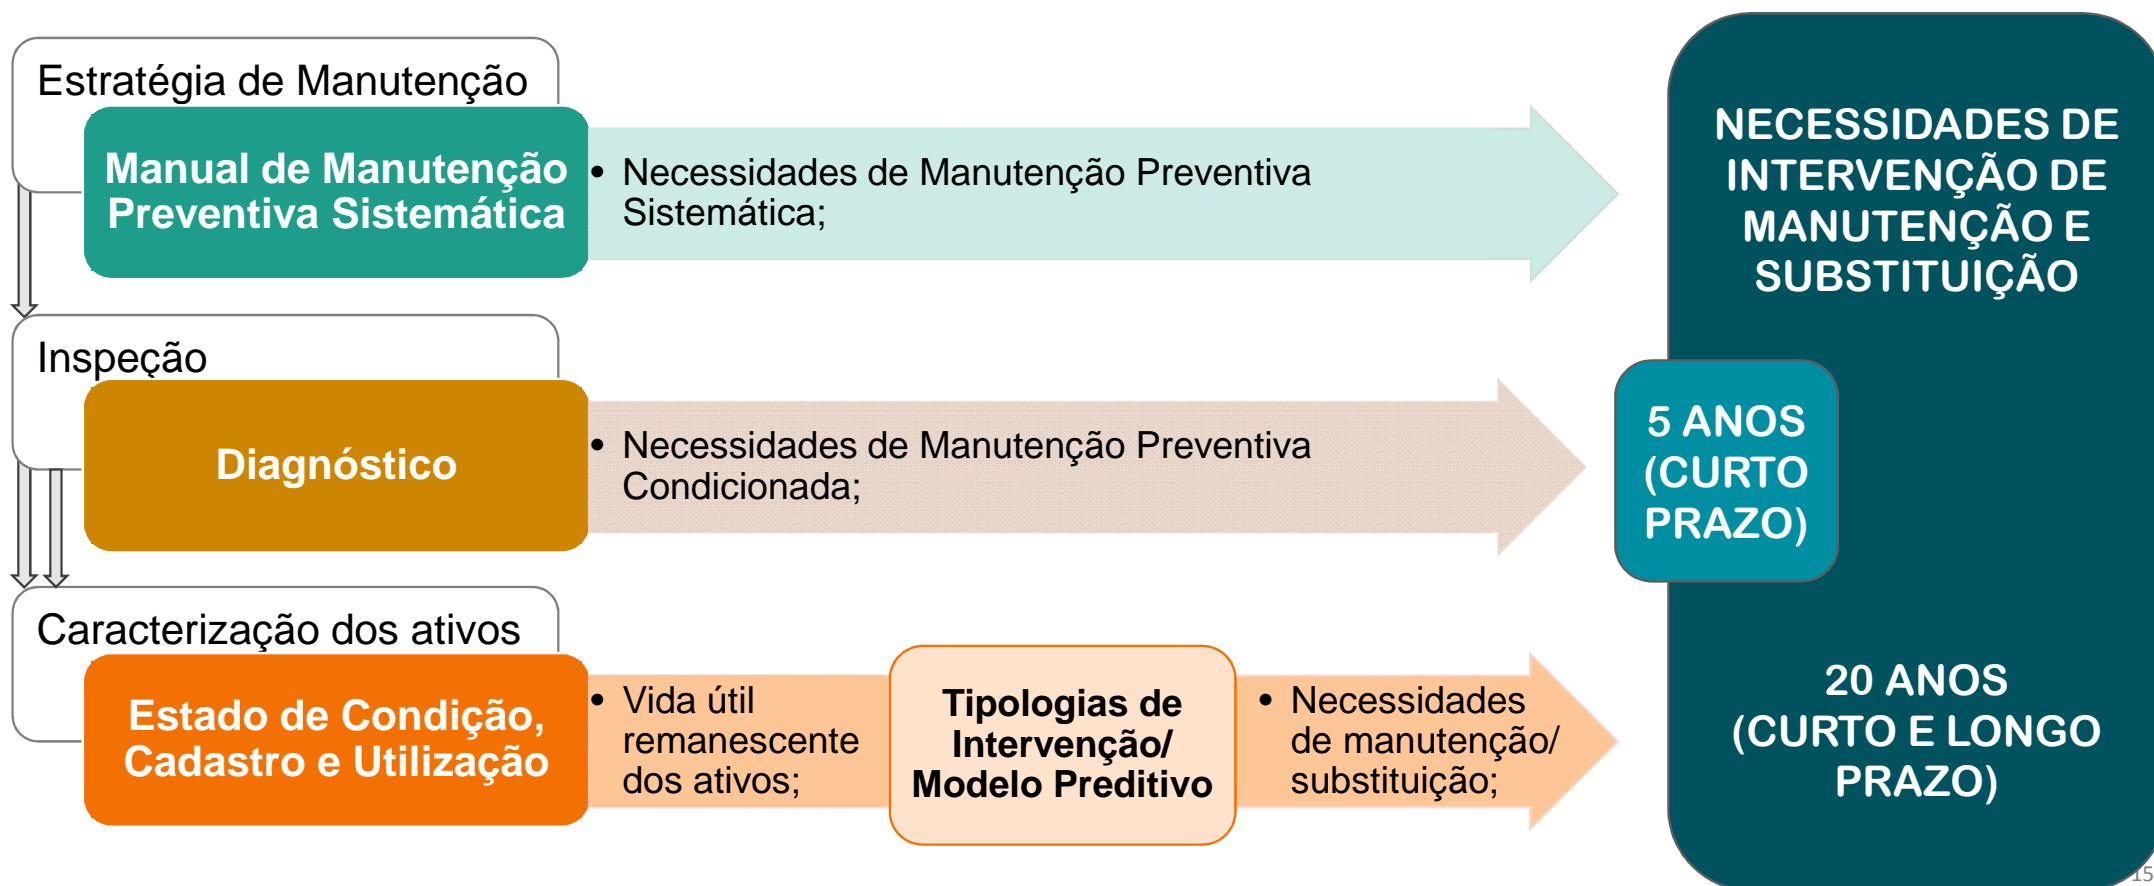 Estratégia de Manutenção
Manual de Manutenção
Preventiva Sistemática
• Necessidades de Manutenção Preventiva
Sistemática;
Inspeção
Diagnóstico
• Necessidades de Manutenção Preventiva
Condicionada;
Caracterização dos ativos
Estado de Condição,
Cadastro e Utilização
• Vida útil
remanescente
dos ativos;
Tipologias de
Intervenção/
Modelo Preditivo
• Necessidades
de manutenção/
substituição;
NECESSIDADES DE
INTERVENÇÃO DE
MANUTENÇÃO E
SUBSTITUIÇÃO
5 ANOS
(CURTO
PRAZO)
20 ANOS
(CURTO E LONGO
PRAZO)
15